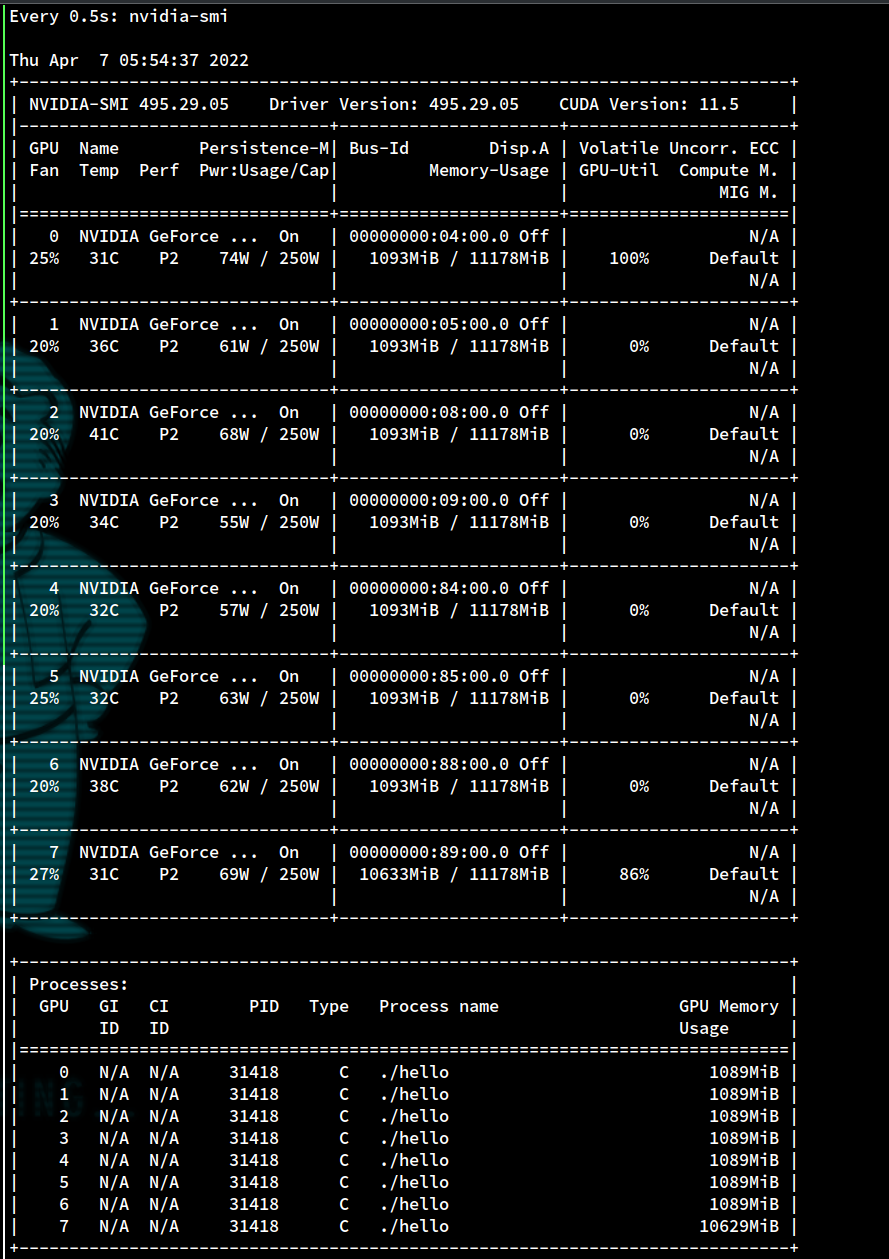 Every 0.5s: nvidia-smi
Thu Apr  7 05:54:37 2022
+-----------------------------------------------------------------------------+
| NVIDIA-SMI 495.29.05    Driver Version: 495.29.05    CUDA Version: 11.5     |
|-------------------------------+----------------------+----------------------+
| GPU  Name        Persistence-M| Bus-Id        Disp.A | Volatile Uncorr. ECC |
| Fan  Temp  Perf  Pwr:Usage/Cap|         Memory-Usage | GPU-Util  Compute M. |
|                               |                      |               MIG M. |
|===============================+======================+======================|
|   0  NVIDIA GeForce ...  On   | 00000000:04:00.0 Off |                  N/A |
| 25%   31C    P2    74W / 250W |   1093MiB / 11178MiB |    100%      Default |
|                               |                      |                  N/A |
+-------------------------------+----------------------+----------------------+
|   1  NVIDIA GeForce ...  On   | 00000000:05:00.0 Off |                  N/A |
| 20%   36C    P2    61W / 250W |   1093MiB / 11178MiB |      0%      Default |
|                               |                      |                  N/A |
+-------------------------------+----------------------+----------------------+
|   2  NVIDIA GeForce ...  On   | 00000000:08:00.0 Off |                  N/A |
| 20%   41C    P2    68W / 250W |   1093MiB / 11178MiB |      0%      Default |
|                               |                      |                  N/A |
+-------------------------------+----------------------+----------------------+
|   3  NVIDIA GeForce ...  On   | 00000000:09:00.0 Off |                  N/A |
| 20%   34C    P2    55W / 250W |   1093MiB / 11178MiB |      0%      Default |
|                               |                      |                  N/A |
+-------------------------------+----------------------+----------------------+
|   4  NVIDIA GeForce ...  On   | 00000000:84:00.0 Off |                  N/A |
| 20%   32C    P2    57W / 250W |   1093MiB / 11178MiB |      0%      Default |
|                               |                      |                  N/A |
+-------------------------------+----------------------+----------------------+
|   5  NVIDIA GeForce ...  On   | 00000000:85:00.0 Off |                  N/A |
| 25%   32C    P2    63W / 250W |   1093MiB / 11178MiB |      0%      Default |
|                               |                      |                  N/A |
+-------------------------------+----------------------+----------------------+
|   6  NVIDIA GeForce ...  On   | 00000000:88:00.0 Off |                  N/A |
| 20%   38C    P2    62W / 250W |   1093MiB / 11178MiB |      0%      Default |
|                               |                      |                  N/A |
+-------------------------------+----------------------+----------------------+
|   7  NVIDIA GeForce ...  On   | 00000000:89:00.0 Off |                  N/A |
| 27%   31C    P2    69W / 250W |  10633MiB / 11178MiB |     86%      Default |
|                               |                      |                  N/A |
+-------------------------------+----------------------+----------------------+
+-----------------------------------------------------------------------------+
| Processes:                                                                  |
|  GPU   GI   CI        PID   Type   Process name                  GPU Memory |
|        ID   ID                                                   Usage      |
|=============================================================================|
|    0   N/A  N/A     31418      C   ./hello                          1089MiB |
|    1   N/A  N/A     31418      C   ./hello                          1089MiB |
|    2   N/A  N/A     31418      C   ./hello                          1089MiB |
|    3   N/A  N/A     31418      C   ./hello                          1089MiB |
|    4   N/A  N/A     31418      C   ./hello                          1089MiB |
|    5   N/A  N/A     31418      C   ./hello                          1089MiB |
|    6   N/A  N/A     31418      C   ./hello                          1089MiB |
|    7   N/A  N/A     31418      C   ./hello                         10629MiB |
+-----------------------------------------------------------------------------+